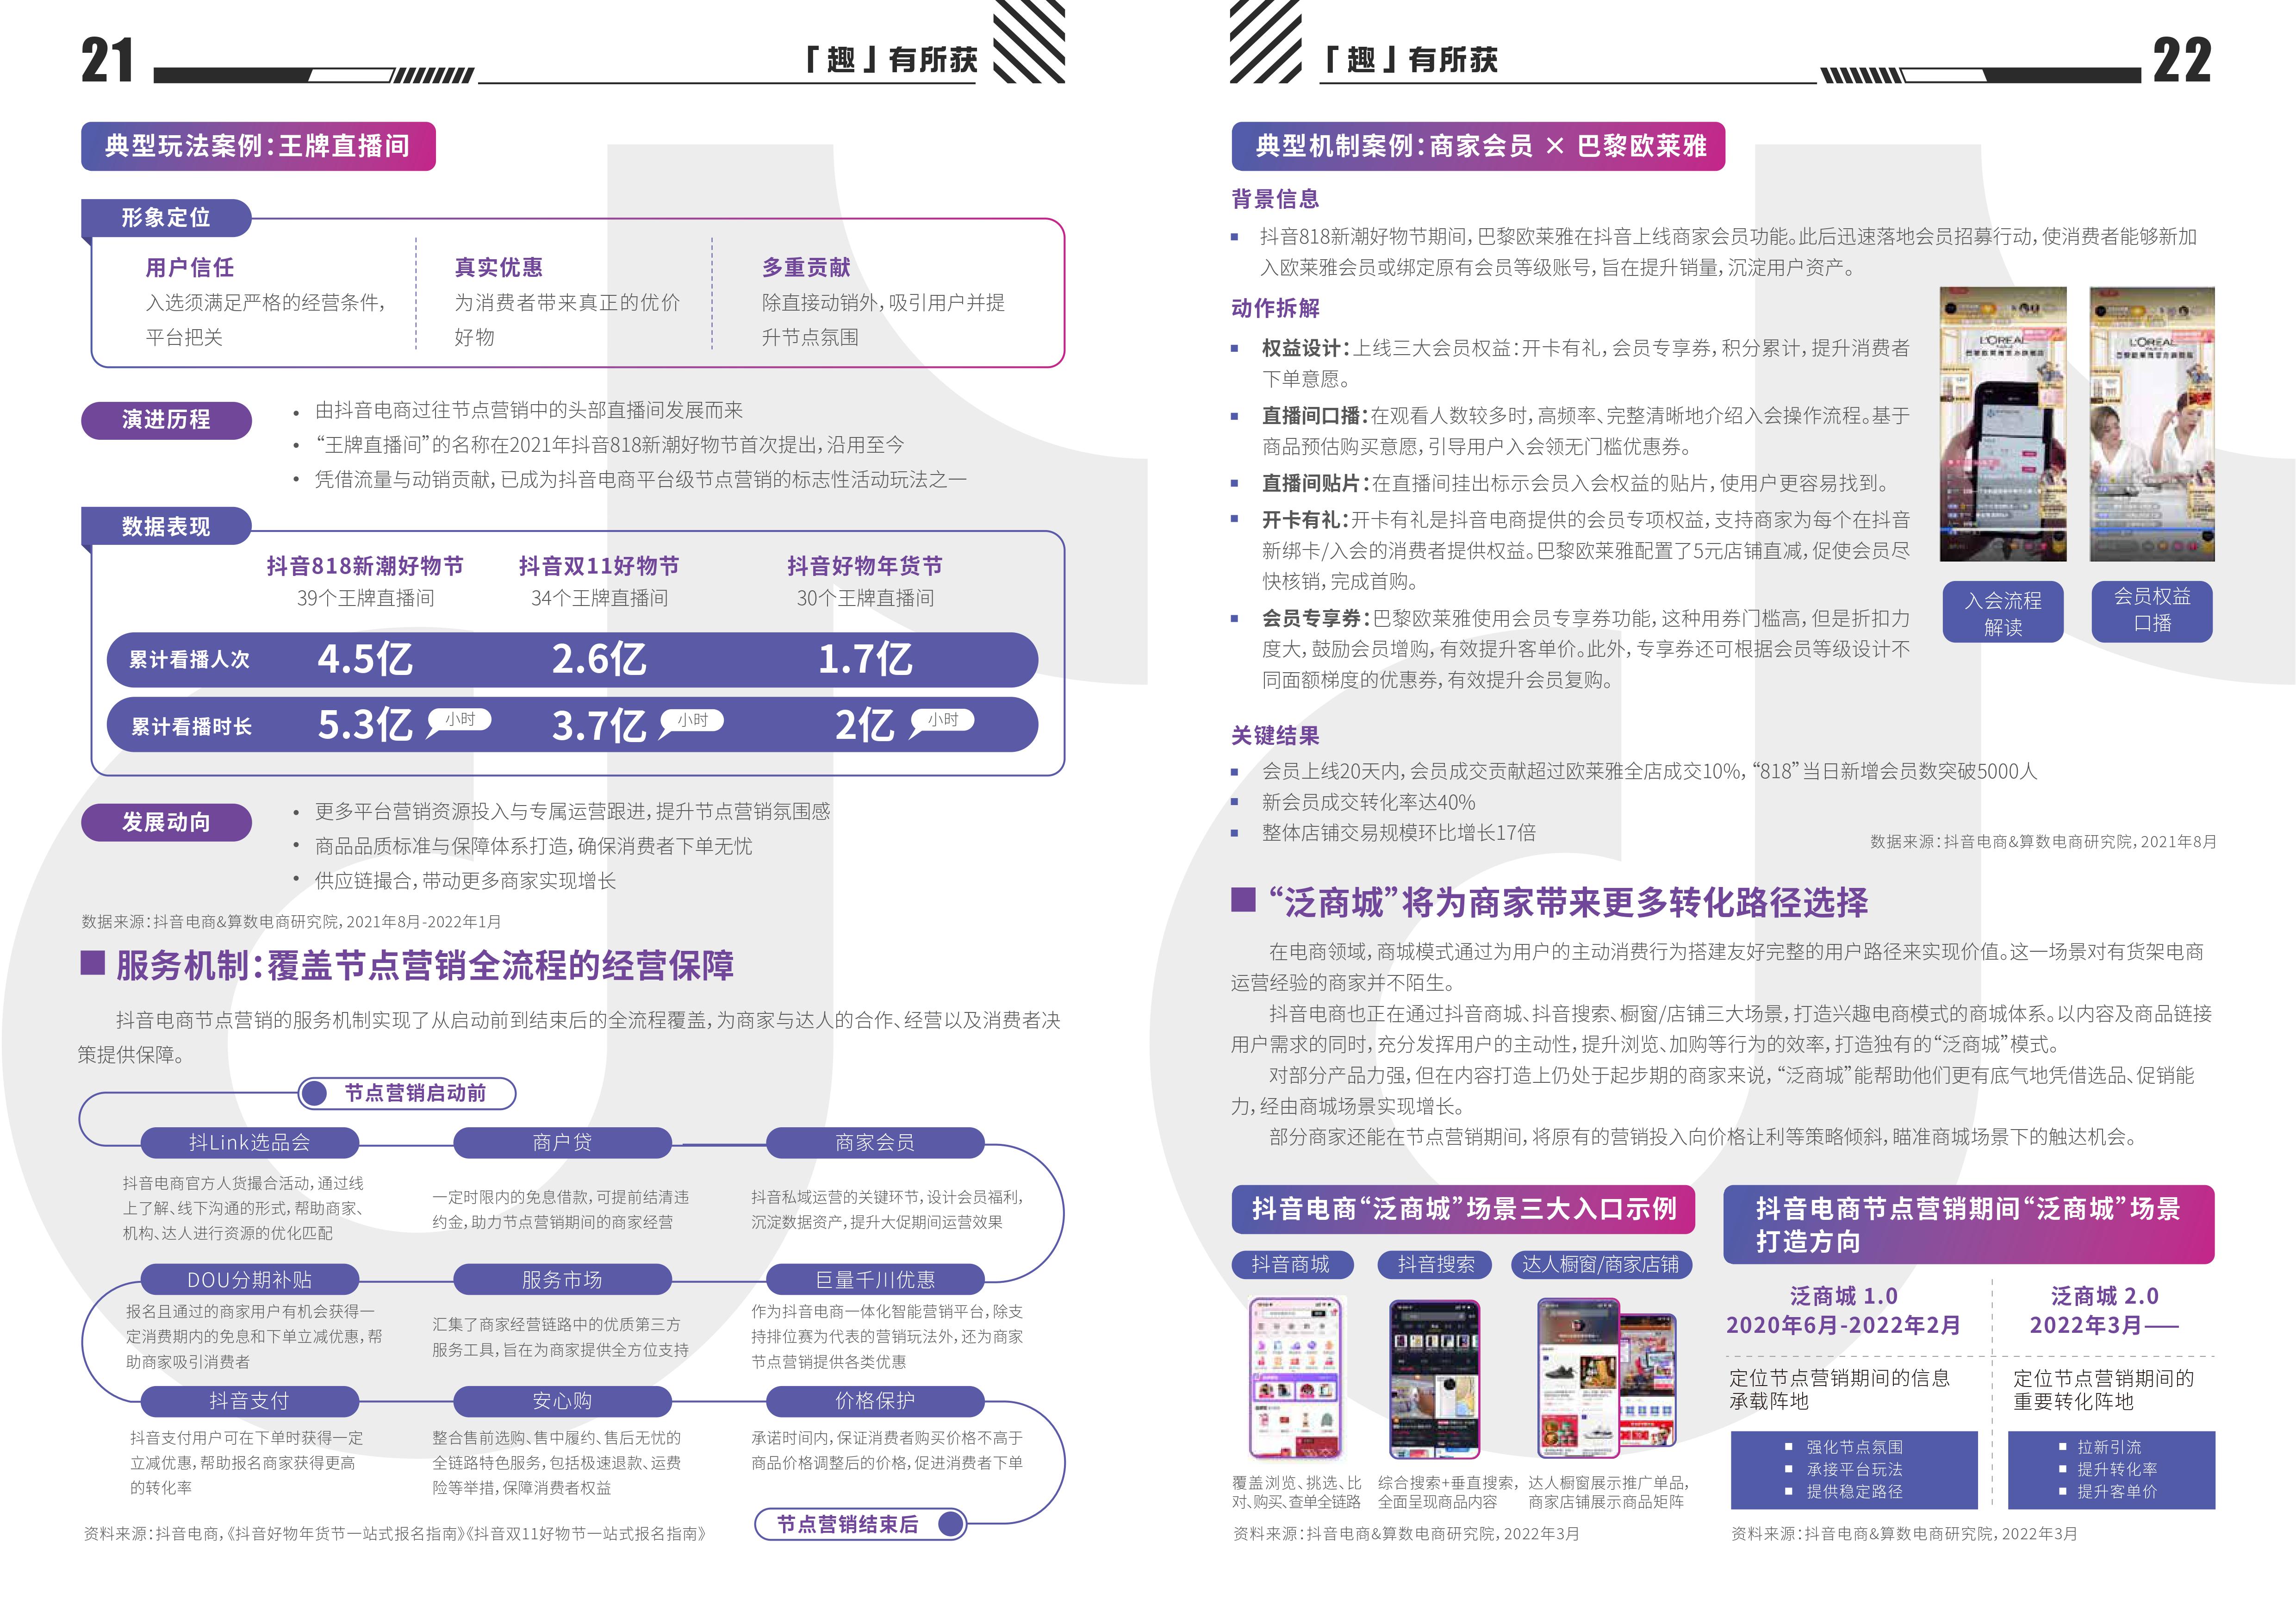 21
「趣」有所获
典型玩法案例：王牌直播间
形象定位
用户信任
入选须满足严格的经营条件，
平台把关
真实优惠
为消费者带来真正的优价
好物
多重贡献
除直接动销外，吸引用户并提
升节点氛围
演进历程
• 由抖音电商过往节点营销中的头部直播间发展而来
• “王牌直播间”的名称在2021年抖音818新潮好物节首次提出，沿用至今
• 凭借流量与动销贡献，已成为抖音电商平台级节点营销的标志性活动玩法之一
数据表现
抖音818新潮好物节 抖音双11好物节 抖音好物年货节
39个王牌直播间 34个王牌直播间 30个王牌直播间
累计看播人次 4.5亿 2.6亿 1.7亿
累计看播时长 5.3亿 小时 3.7亿 小时 2亿 小时
发展动向
• 更多平台营销资源投入与专属运营跟进，提升节点营销氛围感
• 商品品质标准与保障体系打造，确保消费者下单无忧
• 供应链撮合，带动更多商家实现增长
数据来源：抖音电商&算数电商研究院，2021年8月-2022年1月
服务机制：覆盖节点营销全流程的经营保障
抖音电商节点营销的服务机制实现了从启动前到结束后的全流程覆盖，为商家与达人的合作、经营以及消费者决
策提供保障。
节点营销启动前
抖Link选品会
抖音电商官方人货撮合活动，通过线
上了解、线下沟通的形式，帮助商家、
机构、达人进行资源的优化匹配
商户贷
一定时限内的免息借款，可提前结清违
约金，助力节点营销期间的商家经营
商家会员
抖音私域运营的关键环节，设计会员福利，
沉淀数据资产，提升大促期间运营效果
DOU分期补贴
报名且通过的商家用户有机会获得一
定消费期内的免息和下单立减优惠，帮
助商家吸引消费者
服务市场
汇集了商家经营链路中的优质第三方
服务工具，旨在为商家提供全方位支持
巨量千川优惠
作为抖音电商一体化智能营销平台，除支
持排位赛为代表的营销玩法外，还为商家
节点营销提供各类优惠
抖音支付
抖音支付用户可在下单时获得一定
立减优惠，帮助报名商家获得更高
的转化率
安心购
整合售前选购、售中履约、售后无忧的
全链路特色服务，包括极速退款、运费
险等举措，保障消费者权益
价格保护
承诺时间内，保证消费者购买价格不高于
商品价格调整后的价格，促进消费者下单
节点营销结束后
资料来源：抖音电商，《抖音好物年货节一站式报名指南》《抖音双11好物节一站式报名指南》
「趣」有所获
22
典型机制案例：商家会员 × 巴黎欧莱雅
背景信息
抖音818新潮好物节期间，巴黎欧莱雅在抖音上线商家会员功能。此后迅速落地会员招募行动，使消费者能够新加
入欧莱雅会员或绑定原有会员等级账号，旨在提升销量，沉淀用户资产。
动作拆解
权益设计：上线三大会员权益：开卡有礼，会员专享券，积分累计，提升消费者
下单意愿。
直播间口播：在观看人数较多时，高频率、完整清晰地介绍入会操作流程。基于
商品预估购买意愿，引导用户入会领无门槛优惠券。
直播间贴片：在直播间挂出标示会员入会权益的贴片，使用户更容易找到。
开卡有礼：开卡有礼是抖音电商提供的会员专项权益，支持商家为每个在抖音
新绑卡/入会的消费者提供权益。巴黎欧莱雅配置了5元店铺直减，促使会员尽
快核销，完成首购。
会员专享券：巴黎欧莱雅使用会员专享券功能，这种用券门槛高，但是折扣力
度大，鼓励会员增购，有效提升客单价。此外，专享券还可根据会员等级设计不
同面额梯度的优惠券，有效提升会员复购。
L'ORÉAL
L'ORÉAL
入会流程
解读
会员权益
口播
关键结果
会员上线20天内，会员成交贡献超过欧莱雅全店成交10%，“818”当日新增会员数突破5000人
新会员成交转化率达40%
整体店铺交易规模环比增长17倍
数据来源：抖音电商&算数电商研究院，2021年8月
“泛商城”将为商家带来更多转化路径选择
在电商领域，商城模式通过为用户的主动消费行为搭建友好完整的用户路径来实现价值。这一场景对有货架电商
运营经验的商家并不陌生。
抖音电商也正在通过抖音商城、抖音搜索、橱窗/店铺三大场景，打造兴趣电商模式的商城体系。以内容及商品链接
用户需求的同时，充分发挥用户的主动性，提升浏览、加购等行为的效率，打造独有的“泛商城”模式。
对部分产品力强，但在内容打造上仍处于起步期的商家来说，“泛商城”能帮助他们更有底气地凭借选品、促销能
力，经由商城场景实现增长。
部分商家还能在节点营销期间，将原有的营销投入向价格让利等策略倾斜，瞄准商城场景下的触达机会。
抖音电商“泛商城”场景三大入口示例
抖音商城
抖音搜索
达人橱窗/商家店铺
覆盖浏览、挑选、比
对、购买、查单全链路
综合搜索+垂直搜索，
全面呈现商品内容
达人橱窗展示推广单品，
商家店铺展示商品矩阵
资料来源：抖音电商&算数电商研究院，2022年3月
抖音电商节点营销期间“泛商城”场景
打造方向
泛商城 1.0
2020年6月-2022年2月
定位节点营销期间的信息
承载阵地
强化节点氛围
承接平台玩法
提供稳定路径
泛商城 2.0
2022年3月——
定位节点营销期间的
重要转化阵地
拉新引流
提升转化率
提升客单价
资料来源：抖音电商&算数电商研究院，2022年3月